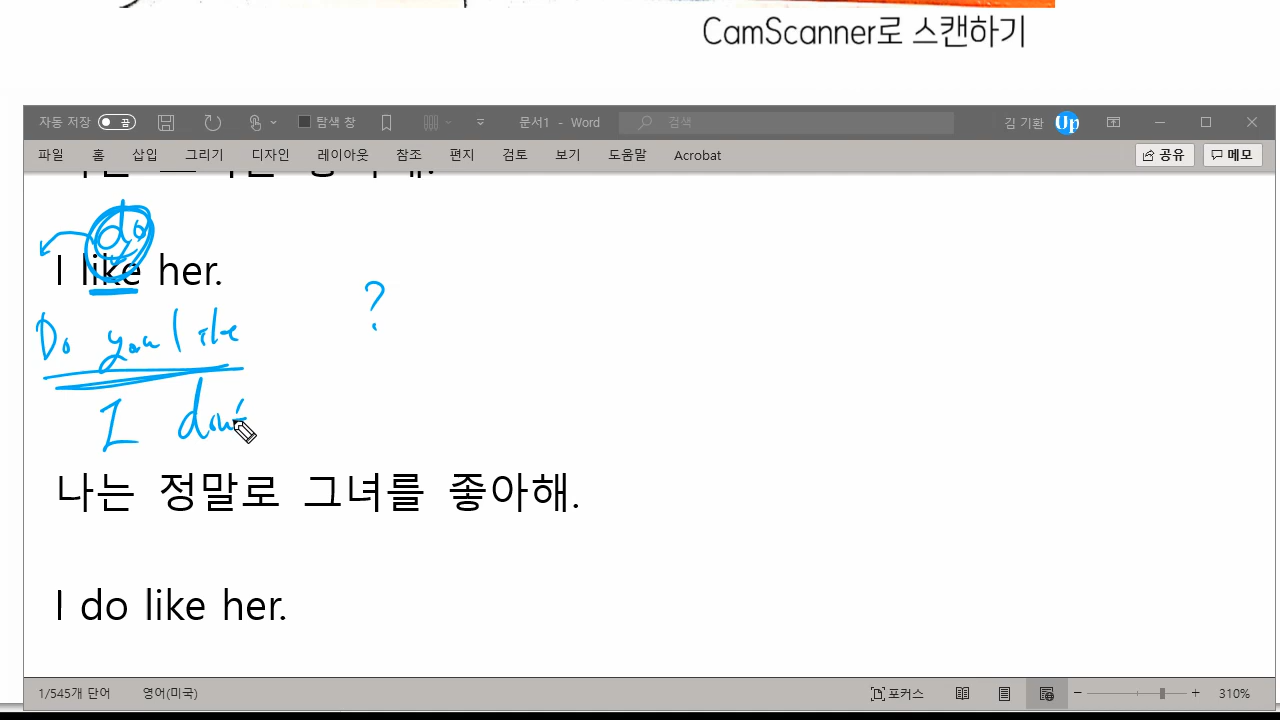 CamScanner로 스캔하기
자동 저장 끔 탐색 창 문서1 - Word 검색 김 기환 Up
파일 홈 삽입 그리기 디자인 레이아웃 참조 편지 검토 보기 도움말 Acrobat 공유 메모
do
I like her.
?
Do you like
I don't
나는 정말로 그녀를 좋아해.
I do like her.
1/545개 단어 영어(미국) 포커스 310%